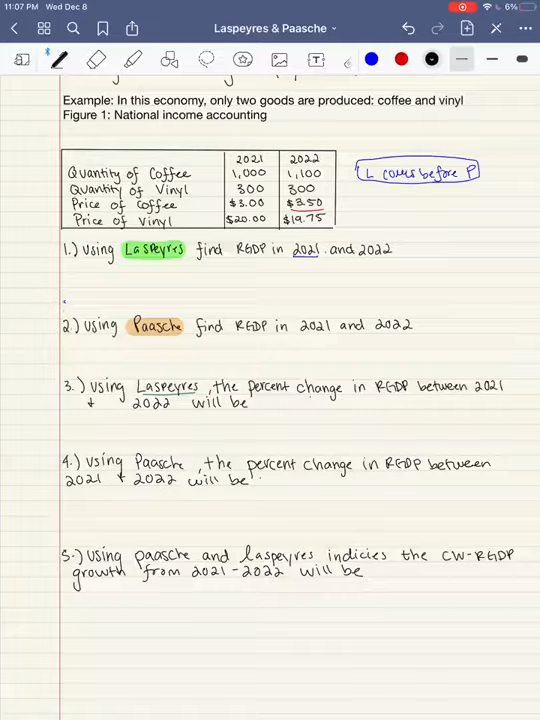 11:07 PM Wed Dec 8
6%
Laspeyres & Paasche
Example: In this economy, only two goods are produced: coffee and vinyl
Figure 1: National income accounting
2021 2022
Quantity of Coffee 1,000 1,100
Quantity of Vinyl 300 300
Price of Coffee $3.00 $3.50
Price of Vinyl $20.00 $19.75
L comes before P
1.) Using Laspeyres find RGDP in 2021 and 2022
2.) Using Paasche find RGDP in 2021 and 2022
3.) Using Laspeyres, the percent change in RGDP between 2021
+ 2022 will be
4.) Using Paasche, the percent change in RGDP between
2021 + 2022 will be
5.) Using paasche and laspeyres indicies the CW-RGDP
growth from 2021-2022 will be